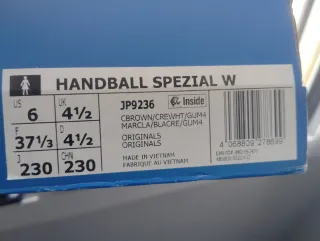 HANDBALL SPEZIAL W
US
6
UK
4½
F
37⅓
D
4½
J
230
CHN
230
JP9236
Inside
CBROWN/CREWHT/GUM4
MARCLA/BLACRE/GUM4
ORIGINALS
ORIGINALS
MADE IN VIETNAM
FABRIQUÉ AU VIETNAM